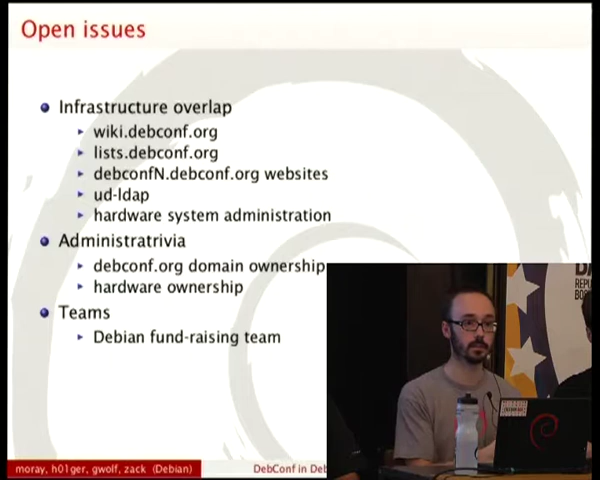 Open issues
Infrastructure overlap
wiki.debconf.org
lists.debconf.org
debconfN.debconf.org websites
ud-ldap
hardware system administration
Administratrivia
debconf.org domain ownership
hardware ownership
Teams
Debian fund-raising team
moray, h01ger, gwolf, zack (Debian)
DebConf in Deb